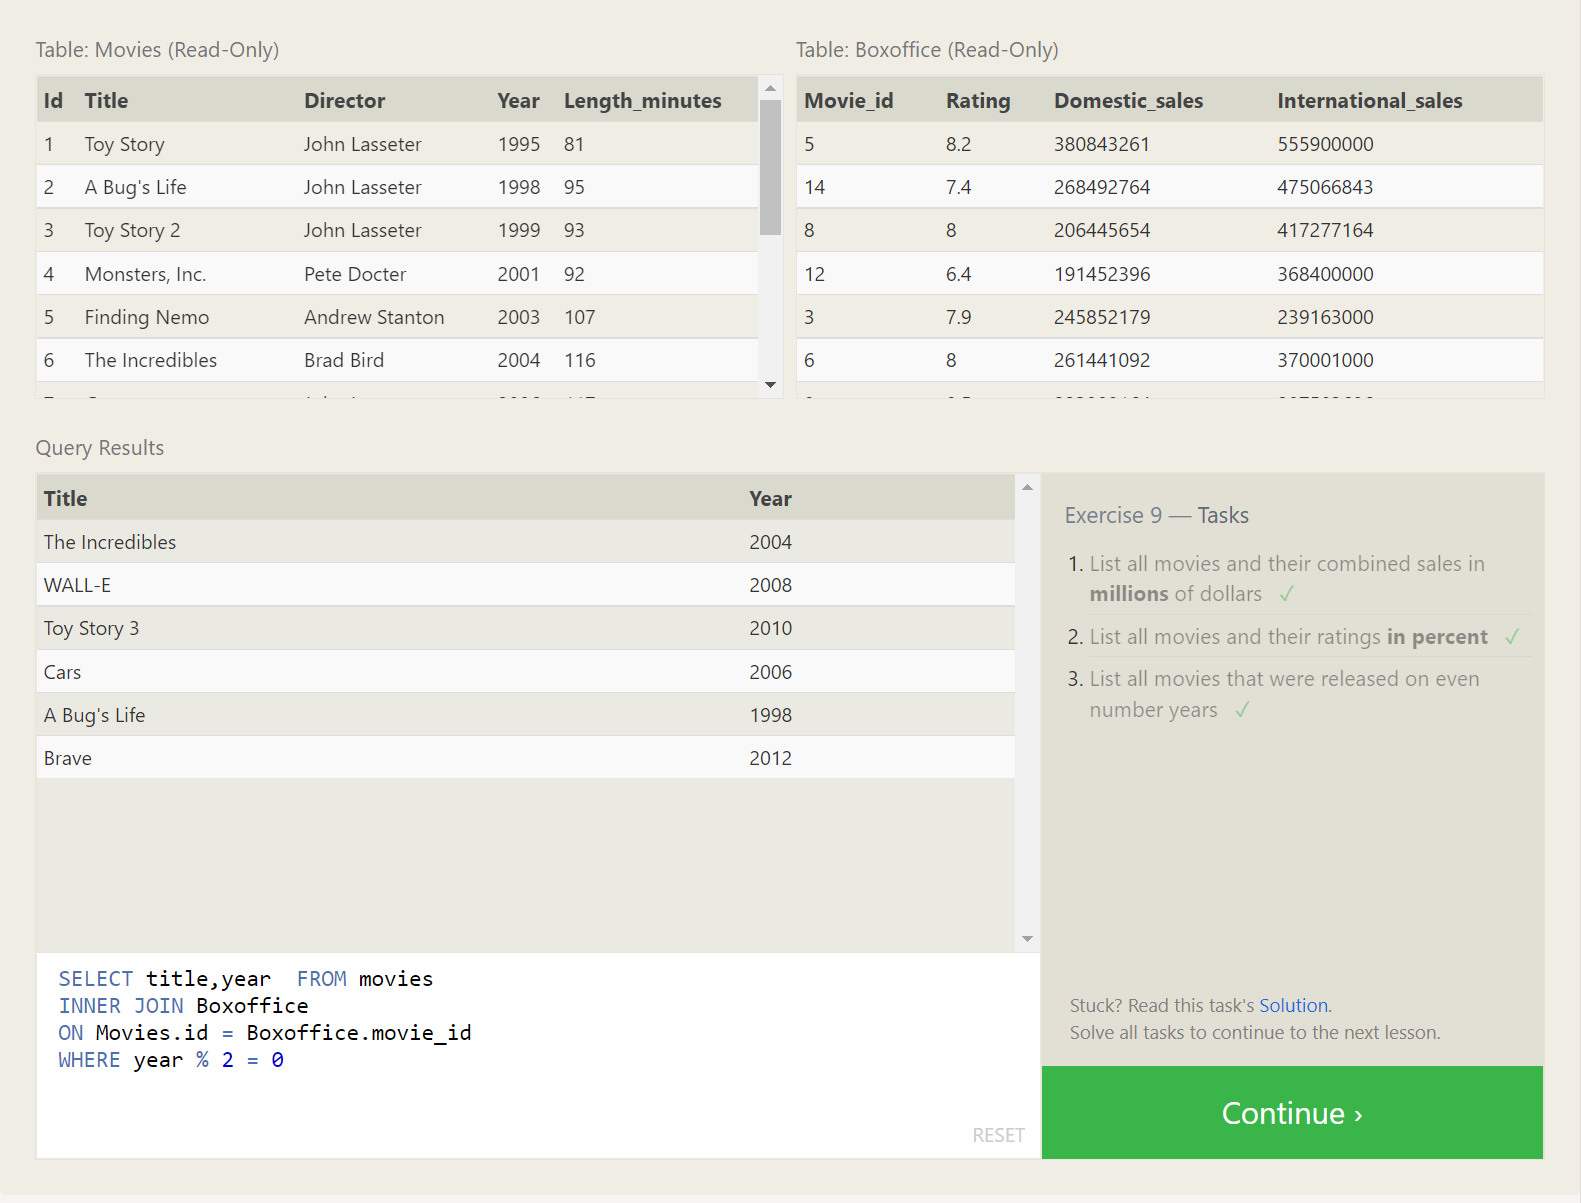 Table: Movies (Read-Only)
Id Title Director Year Length_minutes
1 Toy Story John Lasseter 1995 81
2 A Bug's Life John Lasseter 1998 95
3 Toy Story 2 John Lasseter 1999 93
4 Monsters, Inc. Pete Docter 2001 92
5 Finding Nemo Andrew Stanton 2003 107
6 The Incredibles Brad Bird 2004 116
Table: Boxoffice (Read-Only)
Movie_id Rating Domestic_sales International_sales
5 8.2 380843261 555900000
14 7.4 268492764 475066843
8 8 206445654 417277164
12 6.4 191452396 368400000
3 7.9 245852179 239163000
6 8 261441092 370001000
Query Results
Title Year
The Incredibles 2004
WALL-E 2008
Toy Story 3 2010
Cars 2006
A Bug's Life 1998
Brave 2012
SELECT title,year  FROM movies
INNER JOIN Boxoffice
ON Movies.id = Boxoffice.movie_id
WHERE year % 2 = 0
RESET
Exercise 9 — Tasks
1. List all movies and their combined sales in
millions of dollars ✓
2. List all movies and their ratings in percent ✓
3. List all movies that were released on even
number years ✓
Stuck? Read this task's Solution.
Solve all tasks to continue to the next lesson.
Continue ›